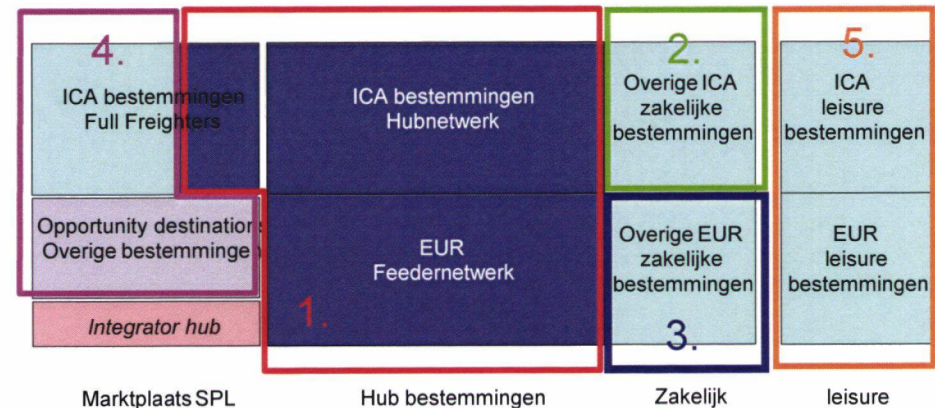 4.
ICA bestemmingen
Full Freighters
Opportunity destinations
Overige bestemmingen
Integrator hub
ICA bestemmingen
Hubnetwerk
EUR
Feedernetwerk
1.
2.
Overige ICA
zakelijke
bestemmingen
Overige EUR
zakelijke
bestemmingen
3.
5.
ICA
leisure
bestemmingen
EUR
leisure
bestemmingen
Marktplaats SPL
Hub bestemmingen
Zakelijk
leisure